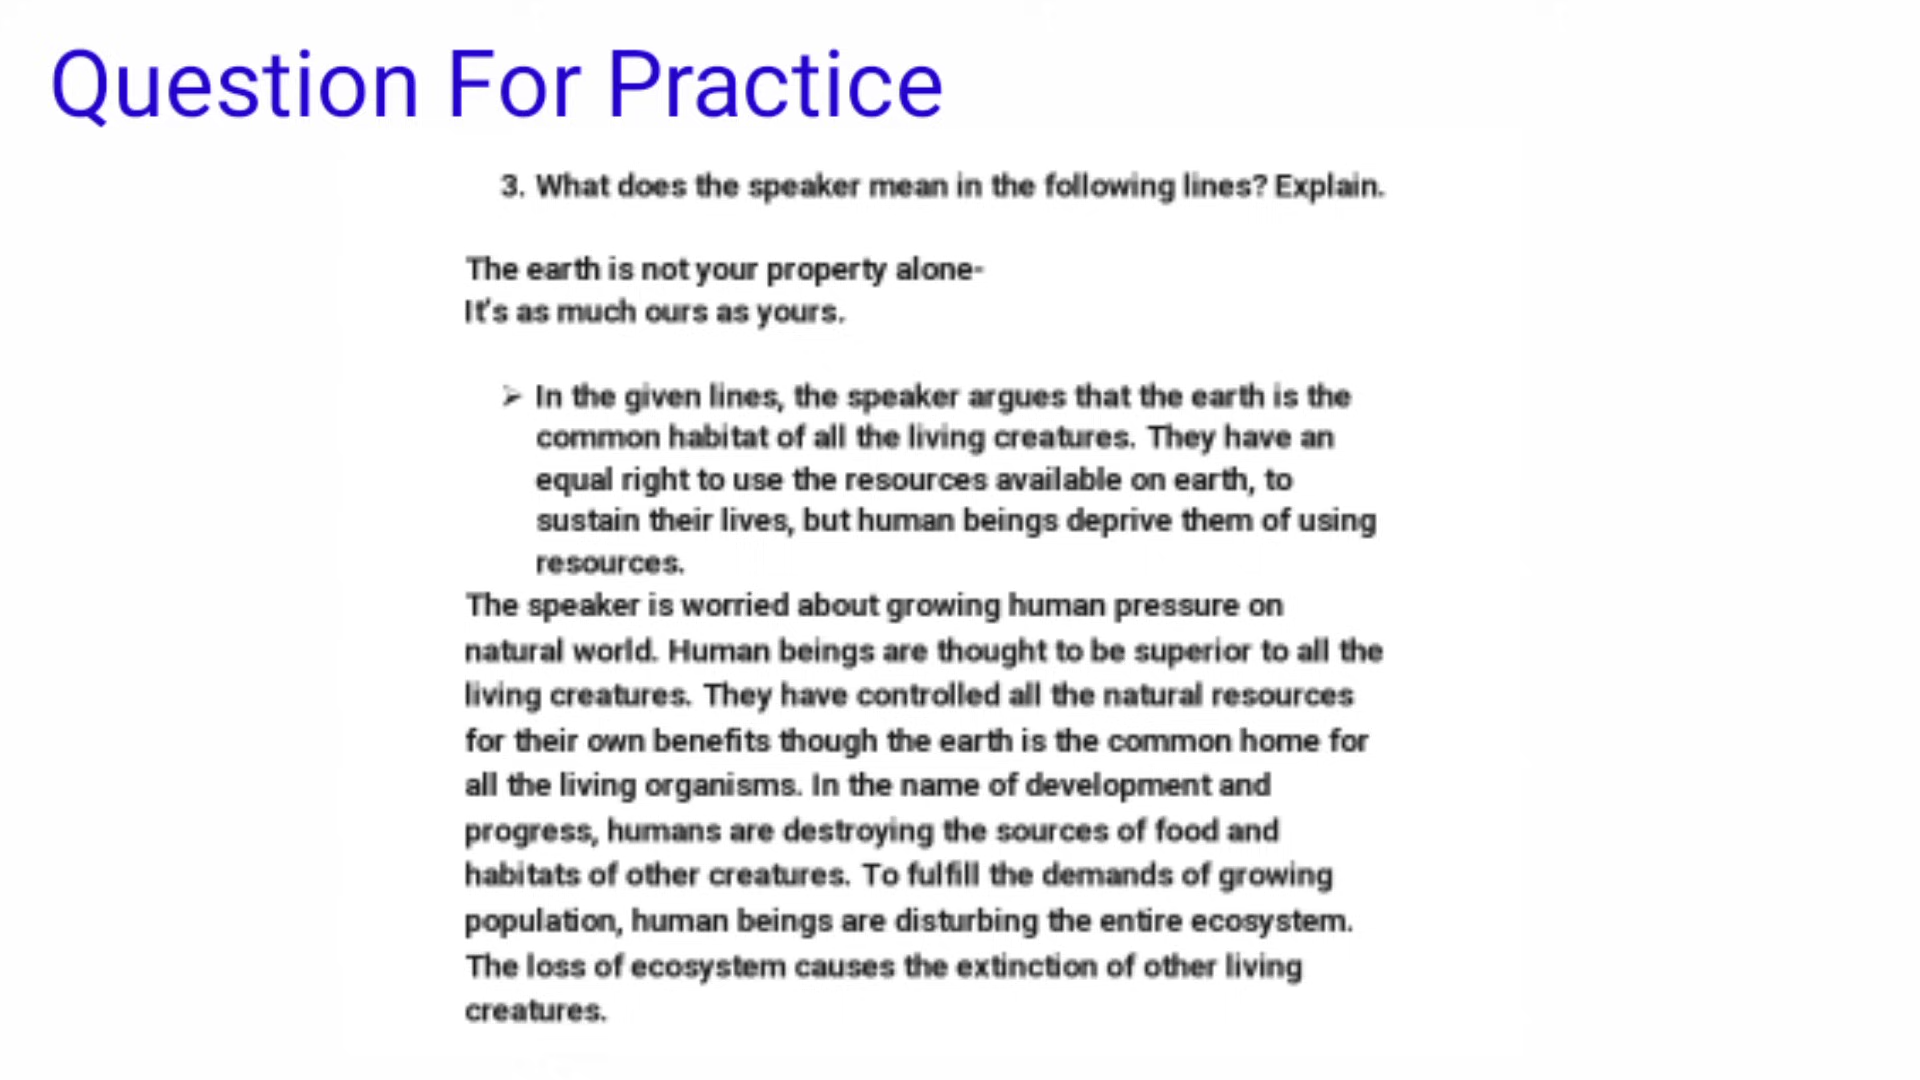 Question For Practice
3. What does the speaker mean in the following lines? Explain.
The earth is not your property alone-
It's as much ours as yours.
➢ In the given lines, the speaker argues that the earth is the
common habitat of all the living creatures. They have an
equal right to use the resources available on earth, to
sustain their lives, but human beings deprive them of using
resources.
The speaker is worried about growing human pressure on
natural world. Human beings are thought to be superior to all the
living creatures. They have controlled all the natural resources
for their own benefits though the earth is the common home for
all the living organisms. In the name of development and
progress, humans are destroying the sources of food and
habitats of other creatures. To fulfill the demands of growing
population, human beings are disturbing the entire ecosystem.
The loss of ecosystem causes the extinction of other living
creatures.